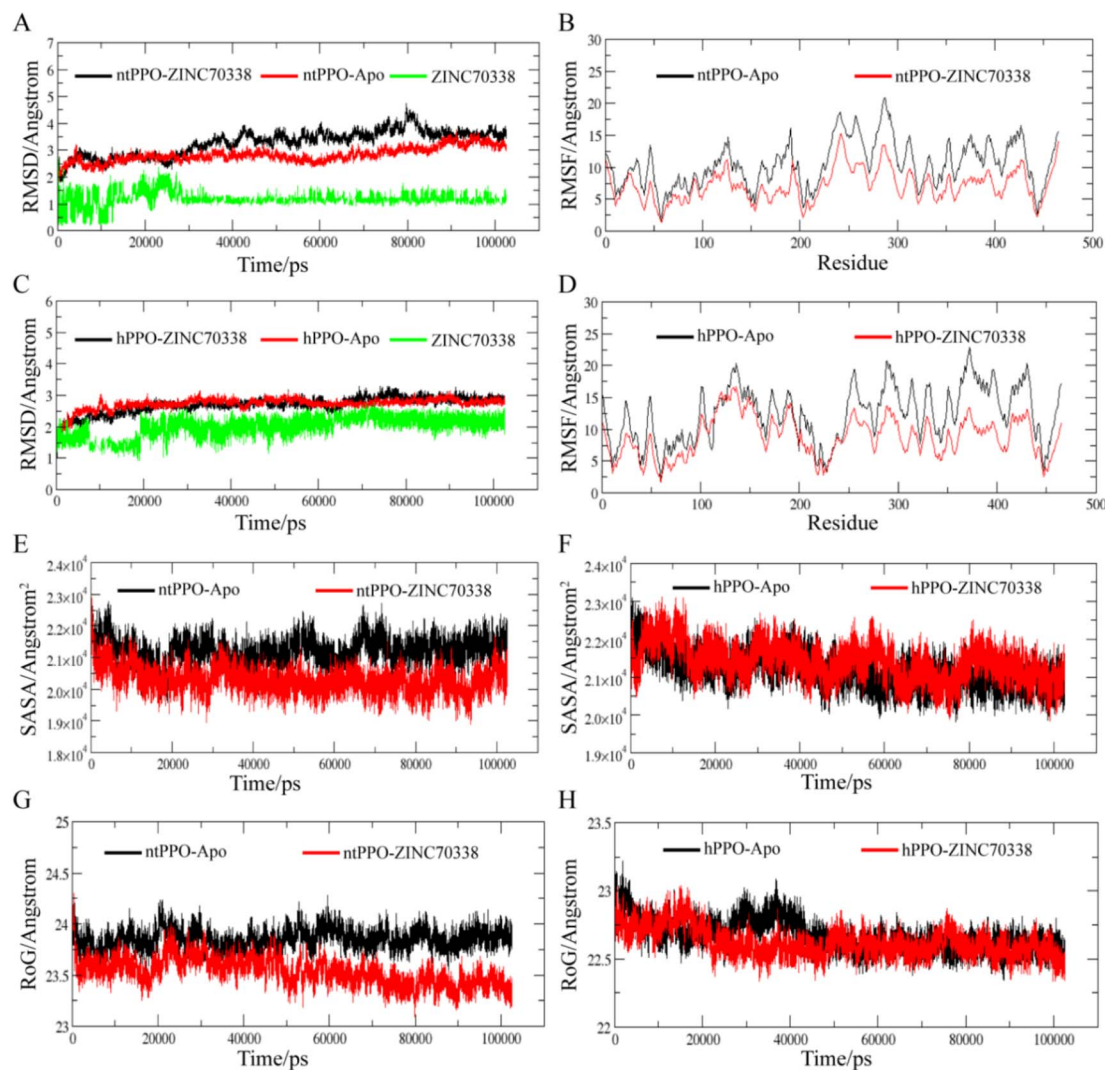 A
B
7
6
5
4
3
2
1
0
RMSD/Angstrom
ntPPO-ZINC70338 ntPPO-Apo ZINC70338
0 20000 40000 60000 80000 100000
Time/ps
30
25
20
15
10
5
0
RMSF/Angstrom
ntPPO-Apo ntPPO-ZINC70338
0 100 200 300 400 500
Residue
C
D
6
5
4
3
2
1
0
RMSD/Angstrom
hPPO-ZINC70338 hPPO-Apo ZINC70338
0 20000 40000 60000 80000 100000
Time/ps
30
25
20
15
10
5
0
RMSF/Angstrom
hPPO-Apo hPPO-ZINC70338
0 100 200 300 400 500
Residue
E
F
2.4×10⁴
2.3×10⁴
2.2×10⁴
2.1×10⁴
2.0×10⁴
1.9×10⁴
1.8×10⁴
SASA/Angstrom²
ntPPO-Apo ntPPO-ZINC70338
0 20000 40000 60000 80000 100000
Time/ps
2.4×10⁴
2.3×10⁴
2.2×10⁴
2.1×10⁴
2.0×10⁴
1.9×10⁴
SASA/Angstrom²
hPPO-Apo hPPO-ZINC70338
0 20000 40000 60000 80000 100000
Time/ps
G
H
25
24.5
24
23.5
23
RoG/Angstrom
ntPPO-Apo ntPPO-ZINC70338
0 20000 40000 60000 80000 100000
Time/ps
23.5
23
22.5
22
RoG/Angstrom
hPPO-Apo hPPO-ZINC70338
0 20000 40000 60000 80000 100000
Time/ps